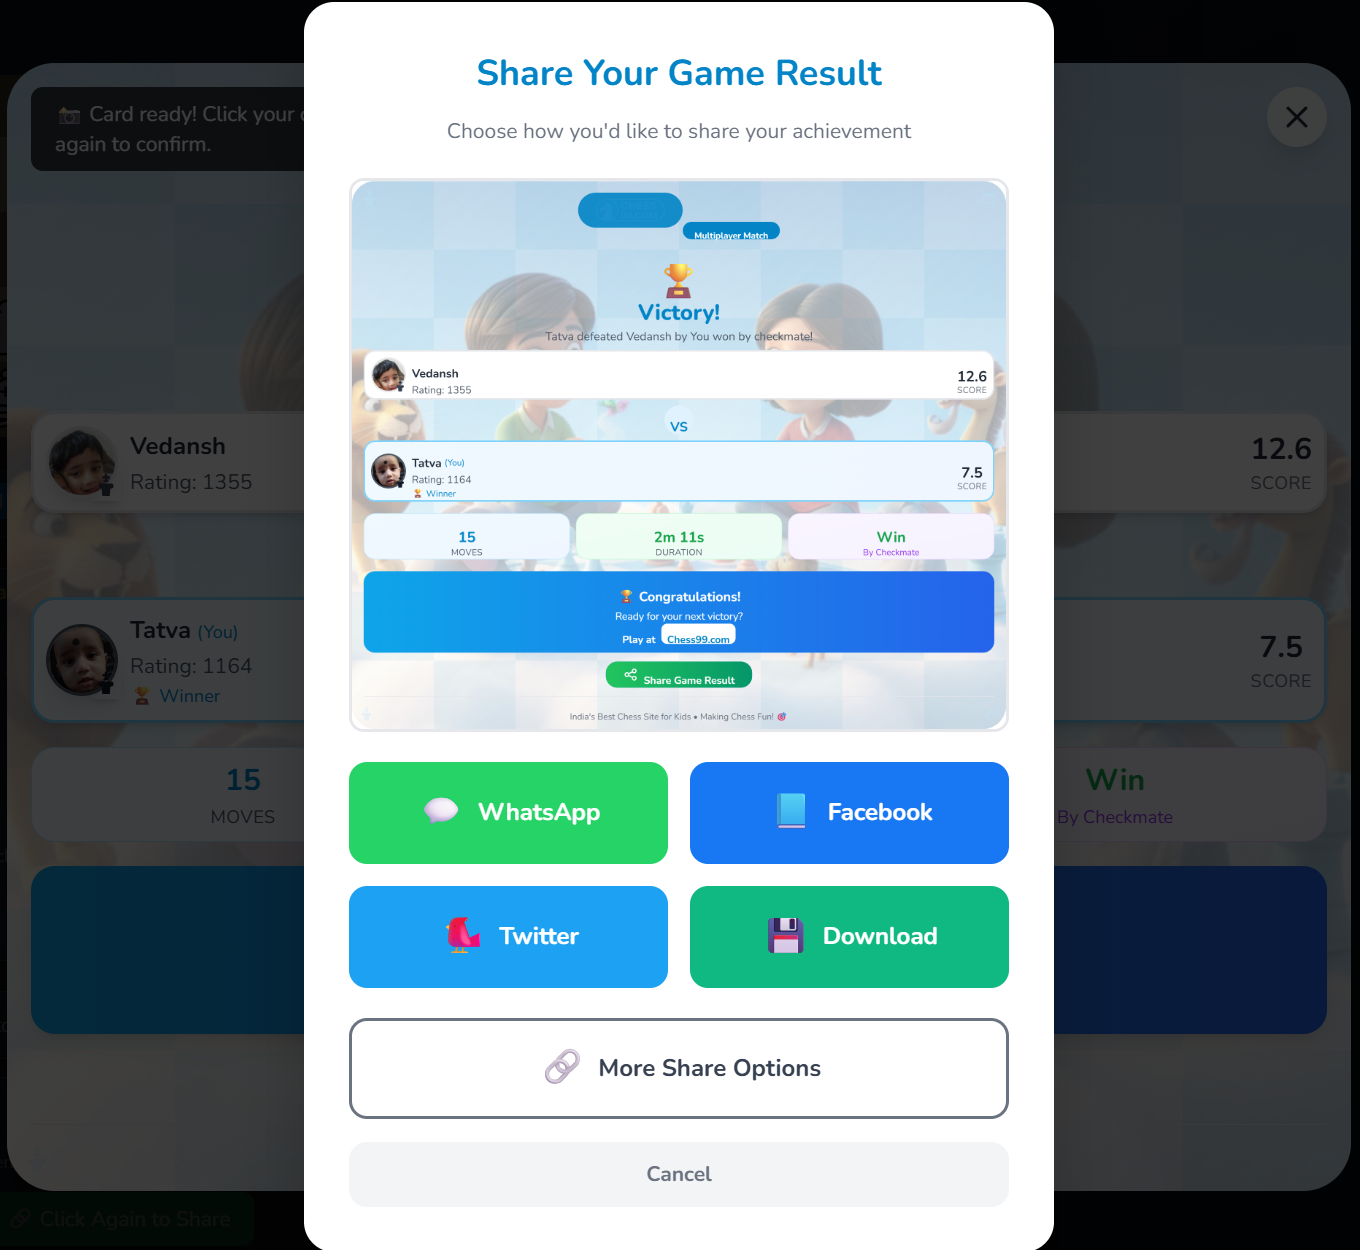 Share Your Game Result
Choose how you'd like to share your achievement
Card ready! Click your
again to confirm.
Multiplayer Match
Victory!
Tatva defeated Vedansh by You won by checkmate!
Vedansh
Rating: 1355
12.6
SCORE
VS
Tatva (You)
Rating: 1164
Winner
7.5
SCORE
15
MOVES
2m 11s
DURATION
Win
By Checkmate
Congratulations!
Ready for your next victory?
Play at Chess99.com
Share Game Result
India's Best Chess Site for Kids • Making Chess Fun!
Vedansh
Rating: 1355
12.6
SCORE
Tatva (You)
Rating: 1164
Winner
7.5
SCORE
15
MOVES
Win
By Checkmate
WhatsApp
Facebook
Twitter
Download
More Share Options
Cancel
Click Again to Share